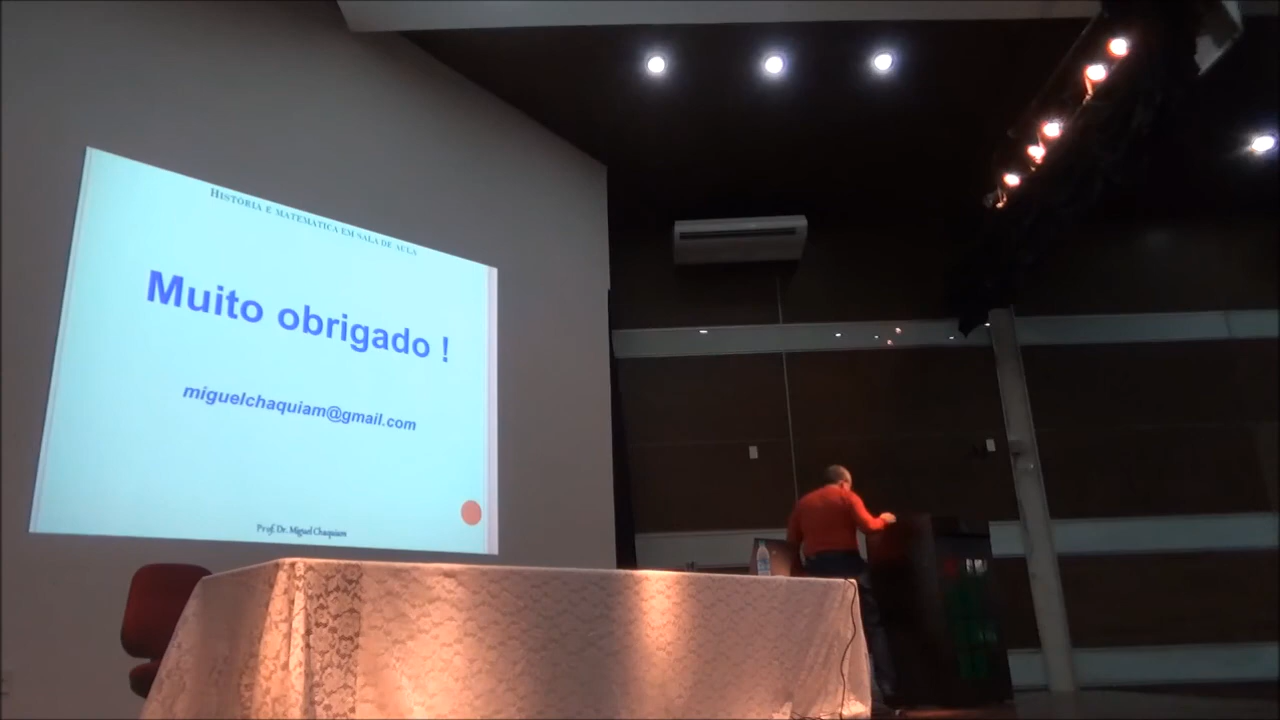 HISTÓRIA E MATEMÁTICA EM SALA DE AULA
Muito obrigado !
miguelchaquiam@gmail.com
Prof. Dr. Miguel Chaquiam